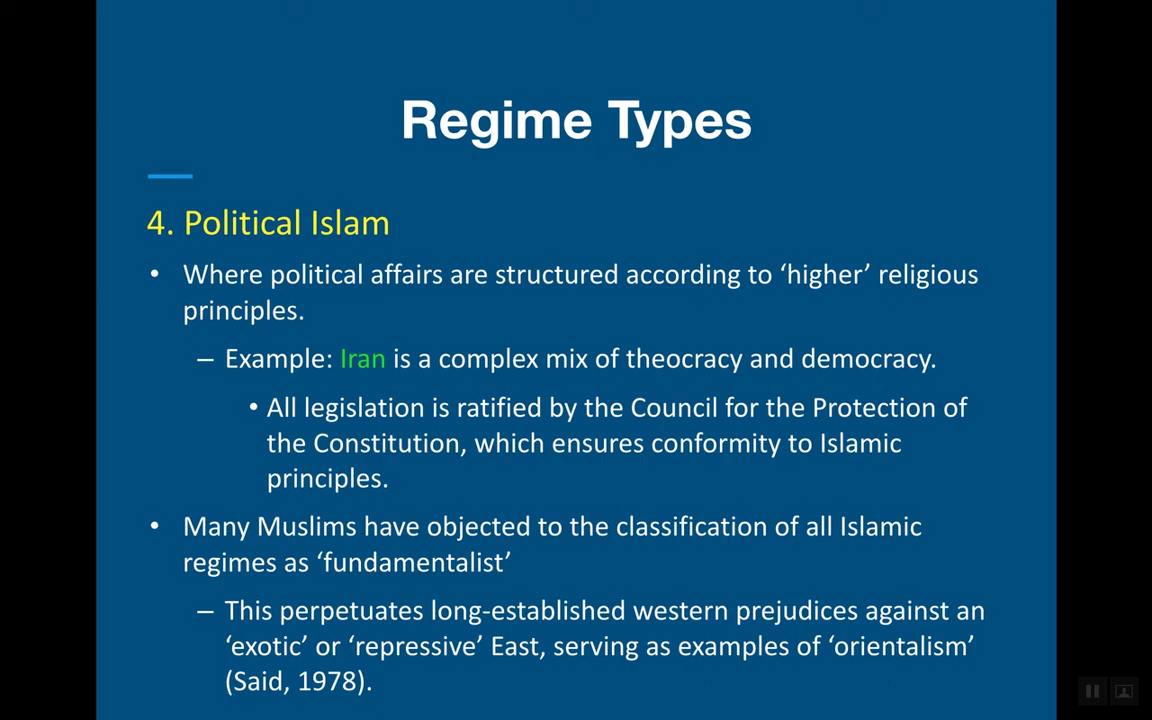 Regime Types
4. Political Islam
• Where political affairs are structured according to ‘higher’ religious
principles.
– Example: Iran is a complex mix of theocracy and democracy.
• All legislation is ratified by the Council for the Protection of
the Constitution, which ensures conformity to Islamic
principles.
• Many Muslims have objected to the classification of all Islamic
regimes as ‘fundamentalist’
– This perpetuates long-established western prejudices against an
‘exotic’ or ‘repressive’ East, serving as examples of ‘orientalism’
(Said, 1978).